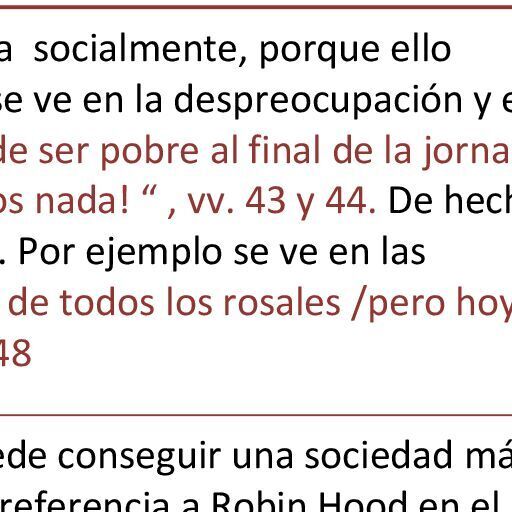 a socialmente, porque ello
se ve en la despreocupación y e
de ser pobre al final de la jorna
os nada! “ , vv. 43 y 44. De hech
. Por ejemplo se ve en las
de todos los rosales /pero hoy
48
ede conseguir una sociedad má
referencia a Robin Hood en el